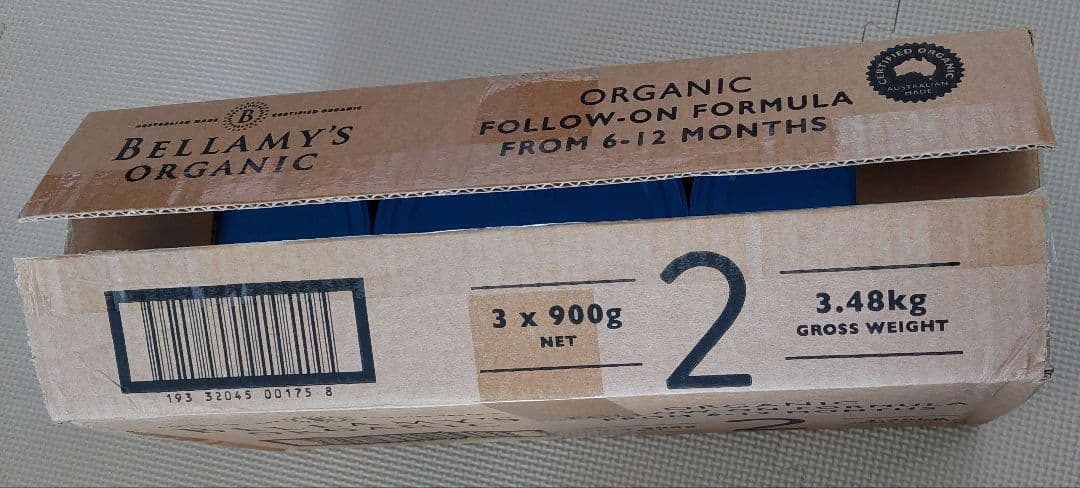 AUSTRALIAN MADE B CERTIFIED ORGANIC
BELLAMY'S
ORGANIC
ORGANIC
FOLLOW-ON FORMULA
FROM 6-12 MONTHS
CERTIFIED ORGANIC
AUSTRALIAN
MADE
193 32045 00175 8
3 x 900g
NET
2
3.48kg
GROSS WEIGHT